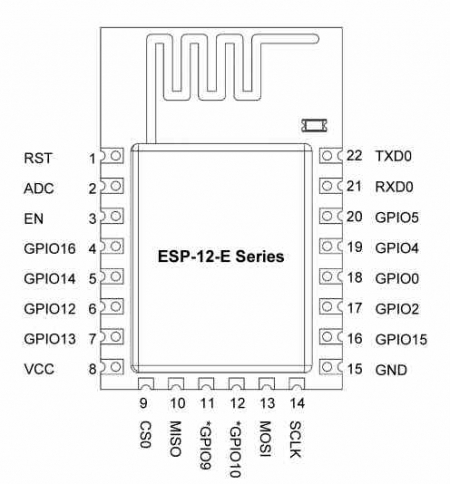 RST 1
ADC 2
EN 3
GPIO16 4
GPIO14 5
GPIO12 6
GPIO13 7
VCC 8
ESP-12-E Series
22 TXD0
21 RXD0
20 GPIO5
19 GPIO4
18 GPIO0
17 GPIO2
16 GPIO15
15 GND
9 10 11 12 13 14
CS0
MISO
*GPIO9
*GPIO10
MOSI
SCLK